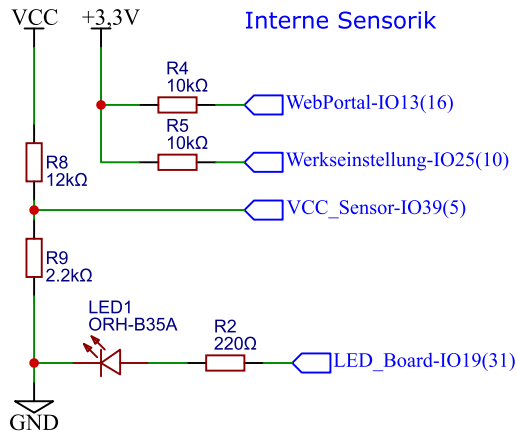 VCC
+3,3V
Interne Sensorik
R4
10kΩ
WebPortal-IO13(16)
R5
10kΩ
Werkseinstellung-IO25(10)
R8
12kΩ
VCC_Sensor-IO39(5)
R9
2.2kΩ
LED1
ORH-B35A
R2
220Ω
LED_Board-IO19(31)
GND